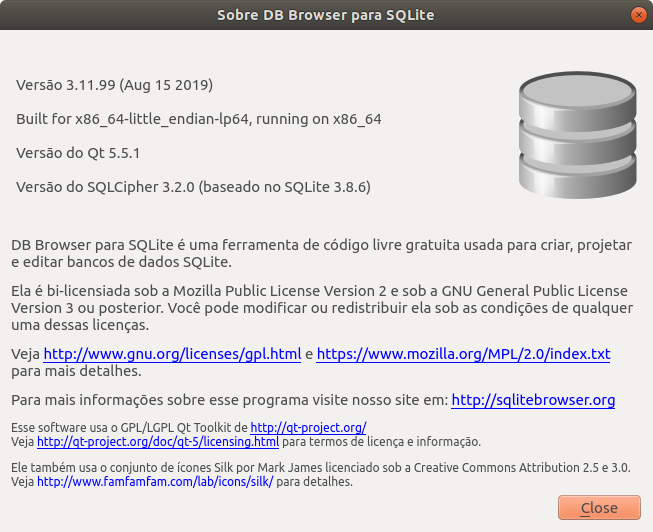 Sobre DB Browser para SQLite
Versão 3.11.99 (Aug 15 2019)
Built for x86_64-little_endian-lp64, running on x86_64
Versão do Qt 5.5.1
Versão do SQLCipher 3.2.0 (baseado no SQLite 3.8.6)
DB Browser para SQLite é uma ferramenta de código livre gratuita usada para criar, projetar
e editar bancos de dados SQLite.
Ela é bi-licensiada sob a Mozilla Public License Version 2 e sob a GNU General Public License
Version 3 ou posterior. Você pode modificar ou redistribuir ela sob as condições de qualquer
uma dessas licenças.
Veja http://www.gnu.org/licenses/gpl.html e https://www.mozilla.org/MPL/2.0/index.txt
para mais detalhes.
Para mais informações sobre esse programa visite nosso site em: http://sqlitebrowser.org
Esse software usa o GPL/LGPL Qt Toolkit de http://qt-project.org/
Veja http://qt-project.org/doc/qt-5/licensing.html para termos de licença e informação.
Ele também usa o conjunto de ícones Silk por Mark James licenciado sob a Creative Commons Attribution 2.5 e 3.0.
Veja http://www.famfamfam.com/lab/icons/silk/ para detalhes.
Close